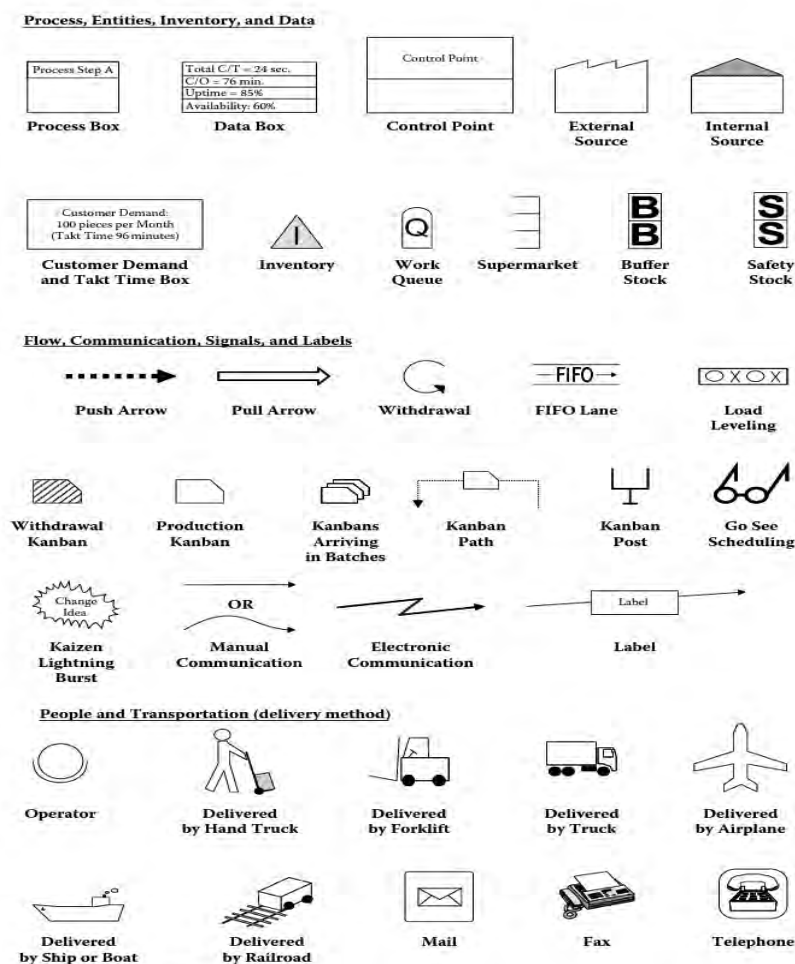 Process, Entities, Inventory, and Data
Process Step A
Total C/T = 24 sec.
C/O = 76 min.
Uptime = 85%
Availability: 60%
Control Point
Process Box
Data Box
Control Point
External
Source
Internal
Source
Customer Demand:
100 pieces per Month
(Takt Time 96 minutes)
I
Q
B
B
S
S
Customer Demand
and Takt Time Box
Inventory
Work
Queue
Supermarket
Buffer
Stock
Safety
Stock
Flow, Communication, Signals, and Labels
FIFO
OXOX
Push Arrow
Pull Arrow
Withdrawal
FIFO Lane
Load
Leveling
Withdrawal
Kanban
Production
Kanban
Kanbans
Arriving
in Batches
Kanban
Path
Kanban
Post
Go See
Scheduling
Change
Idea
OR
Label
Kaizen
Lightning
Burst
Manual
Communication
Electronic
Communication
Label
People and Transportation (delivery method)
Operator
Delivered
by Hand Truck
Delivered
by Forklift
Delivered
by Truck
Delivered
by Airplane
Delivered
by Ship or Boat
Delivered
by Railroad
Mail
Fax
Telephone